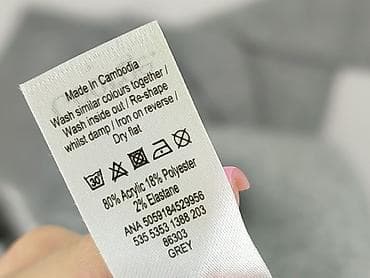 Made In Cambodia
Wash similar colours together /
Wash inside out / Re-shape
whilst damp / Iron on reverse /
Dry flat
30
80% Acrylic 18% Polyester
2% Elastane
ANA 5059184529956
535 5353 1388 203
86303
GREY